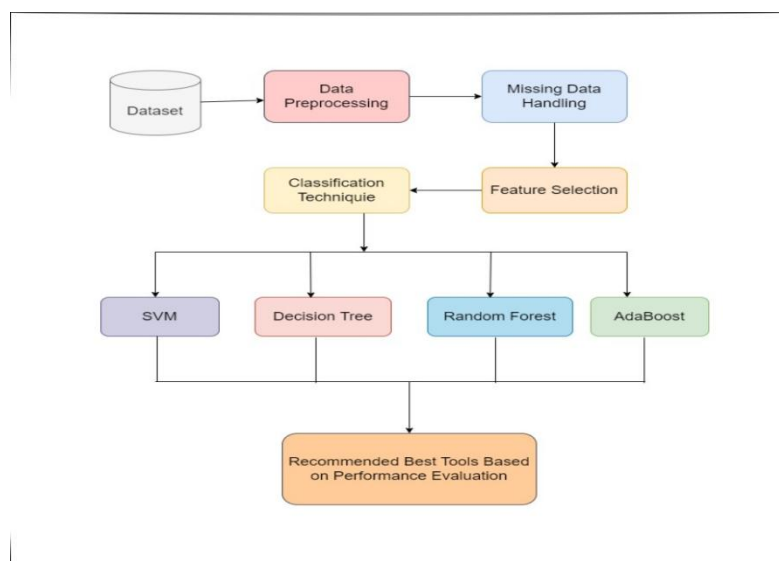 Dataset
Data
Preprocessing
Missing Data
Handling
Classification
Techniquie
Feature Selection
SVM
Decision Tree
Random Forest
AdaBoost
Recommended Best Tools Based
on Performance Evaluation